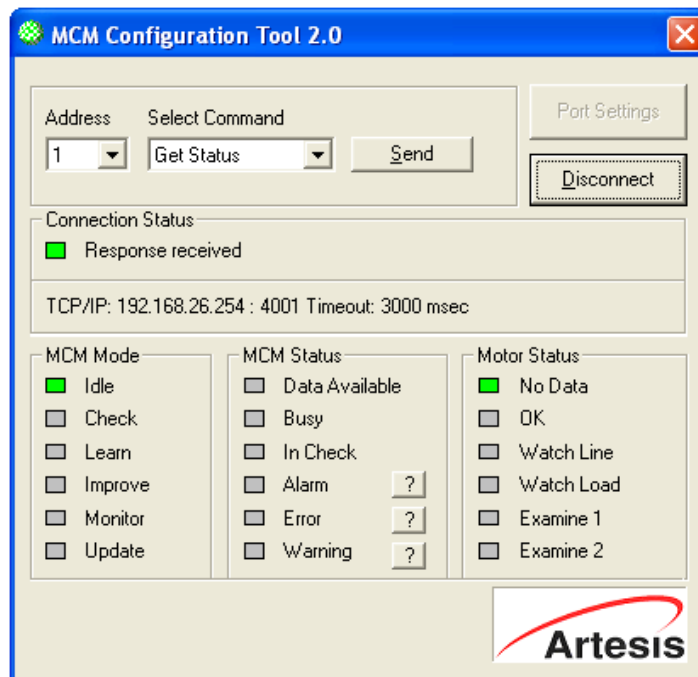 MCM Configuration Tool 2.0
Address Select Command Port Settings
1 Get Status Send
Disconnect
Connection Status
Response received
TCP/IP: 192.168.26.254 : 4001 Timeout: 3000 msec
MCM Mode MCM Status Motor Status
Idle Data Available No Data
Check Busy OK
Learn In Check Watch Line
Improve Alarm ? Watch Load
Monitor Error ? Examine 1
Update Warning ? Examine 2
Artesis